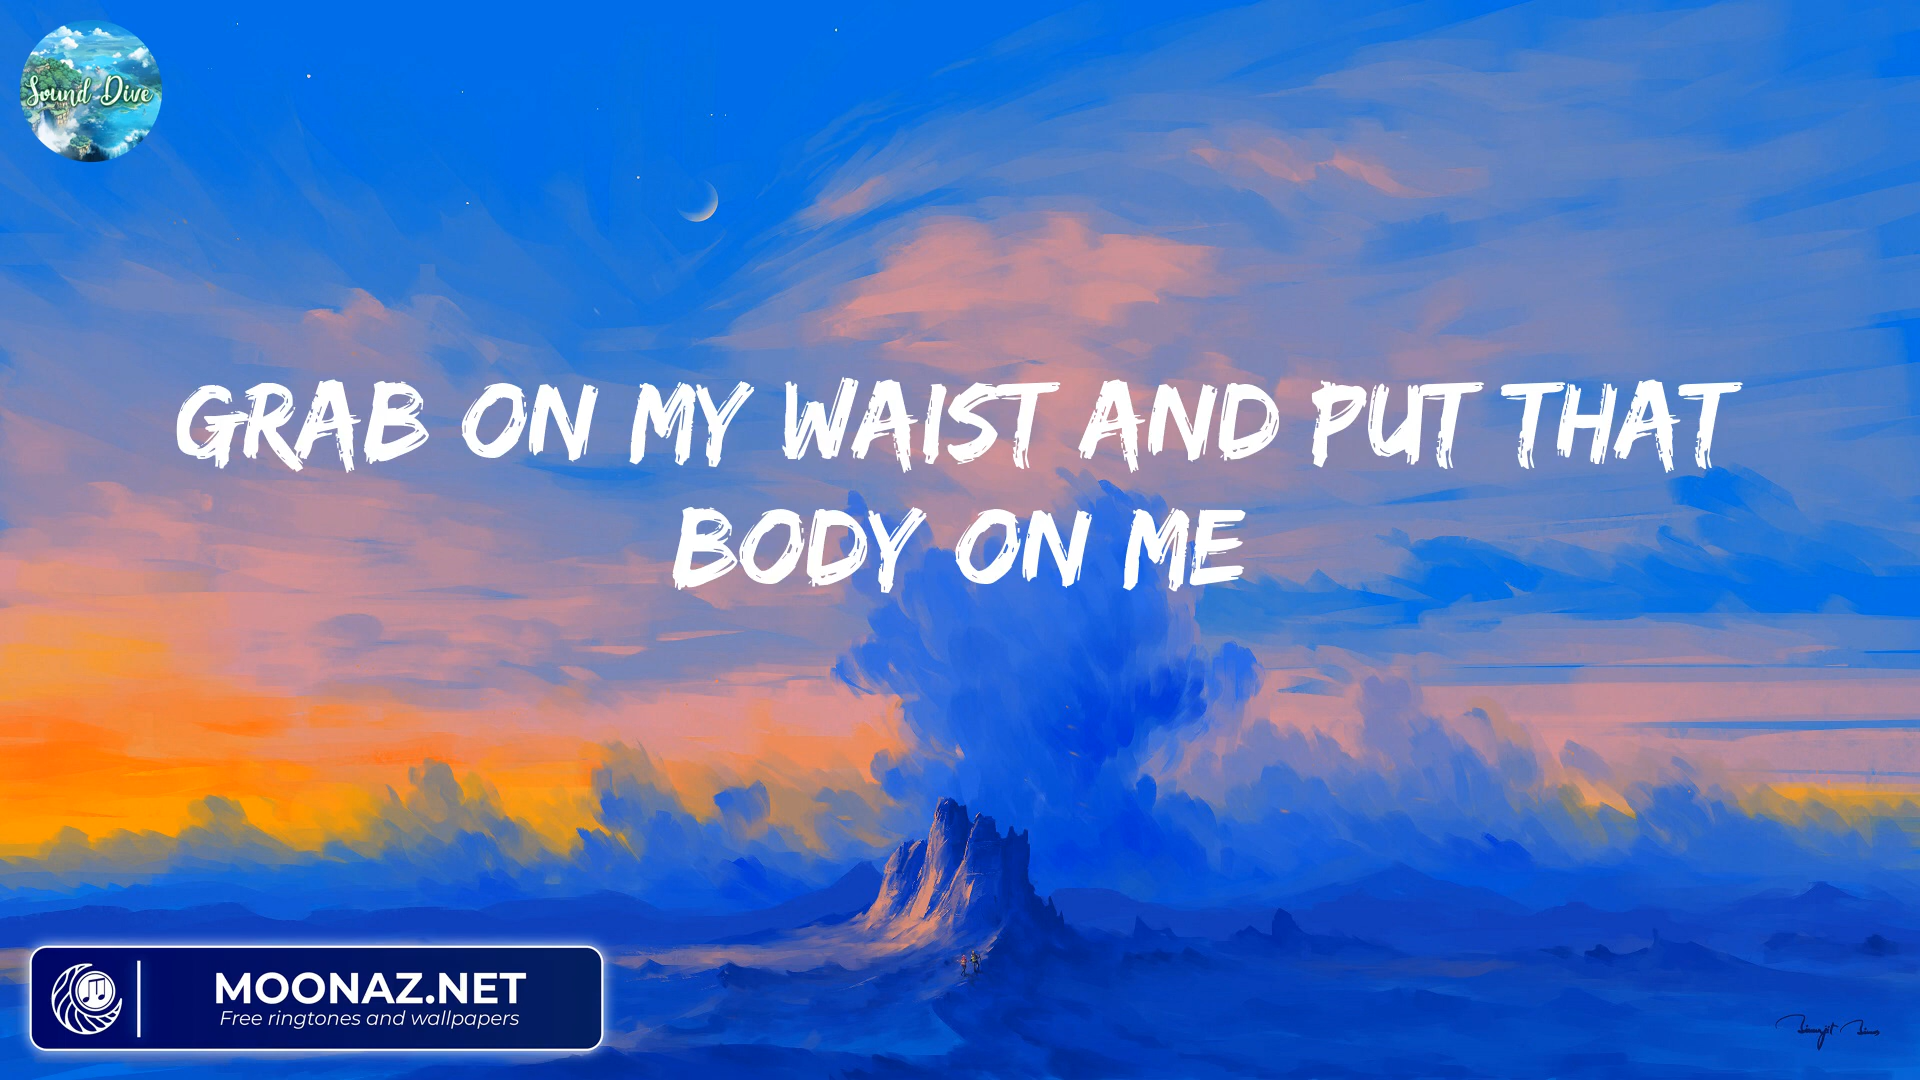 Sound Dive
GRAB ON MY WAIST AND PUT THAT
BODY ON ME
MOONAZ.NET
Free ringtones and wallpapers